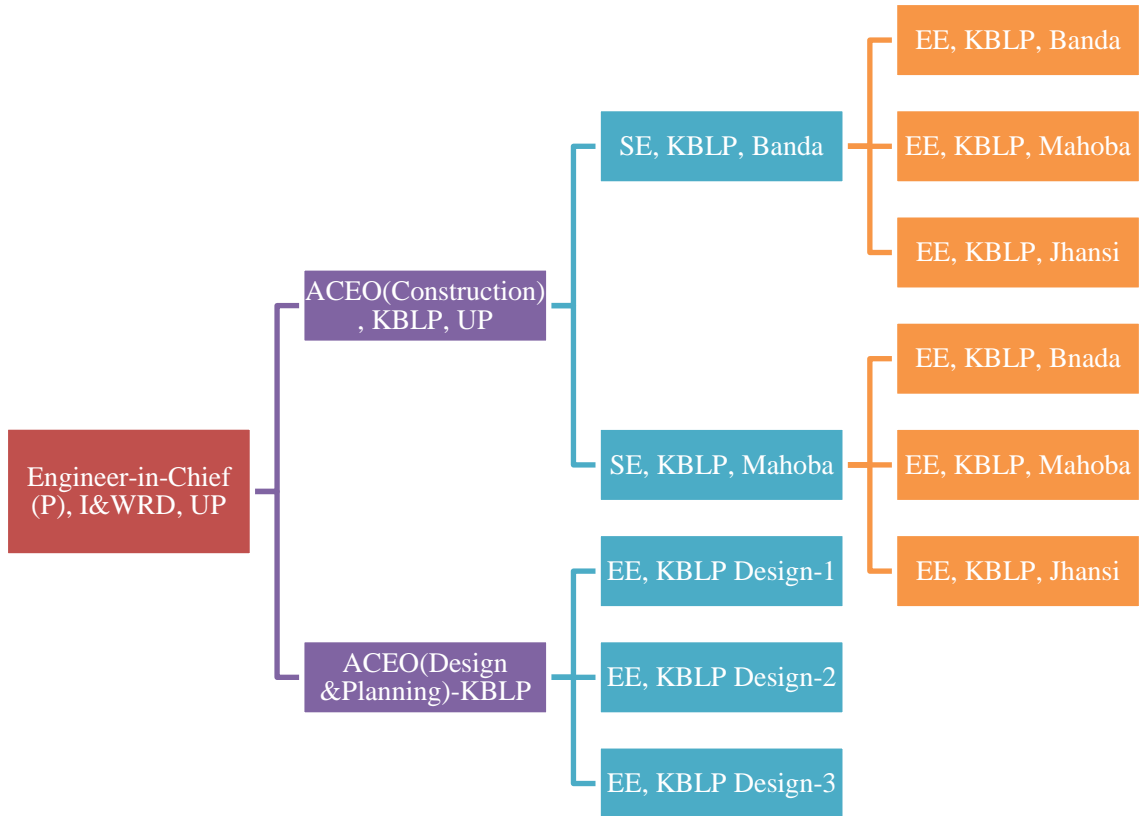 Engineer-in-Chief
(P), I&WRD, UP
ACEO(Construction)
, KBLP, UP
SE, KBLP, Banda
EE, KBLP, Banda
EE, KBLP, Mahoba
EE, KBLP, Jhansi
SE, KBLP, Mahoba
EE, KBLP, Bnada
EE, KBLP, Mahoba
EE, KBLP, Jhansi
ACEO(Design
&Planning)-KBLP
EE, KBLP Design-1
EE, KBLP Design-2
EE, KBLP Design-3